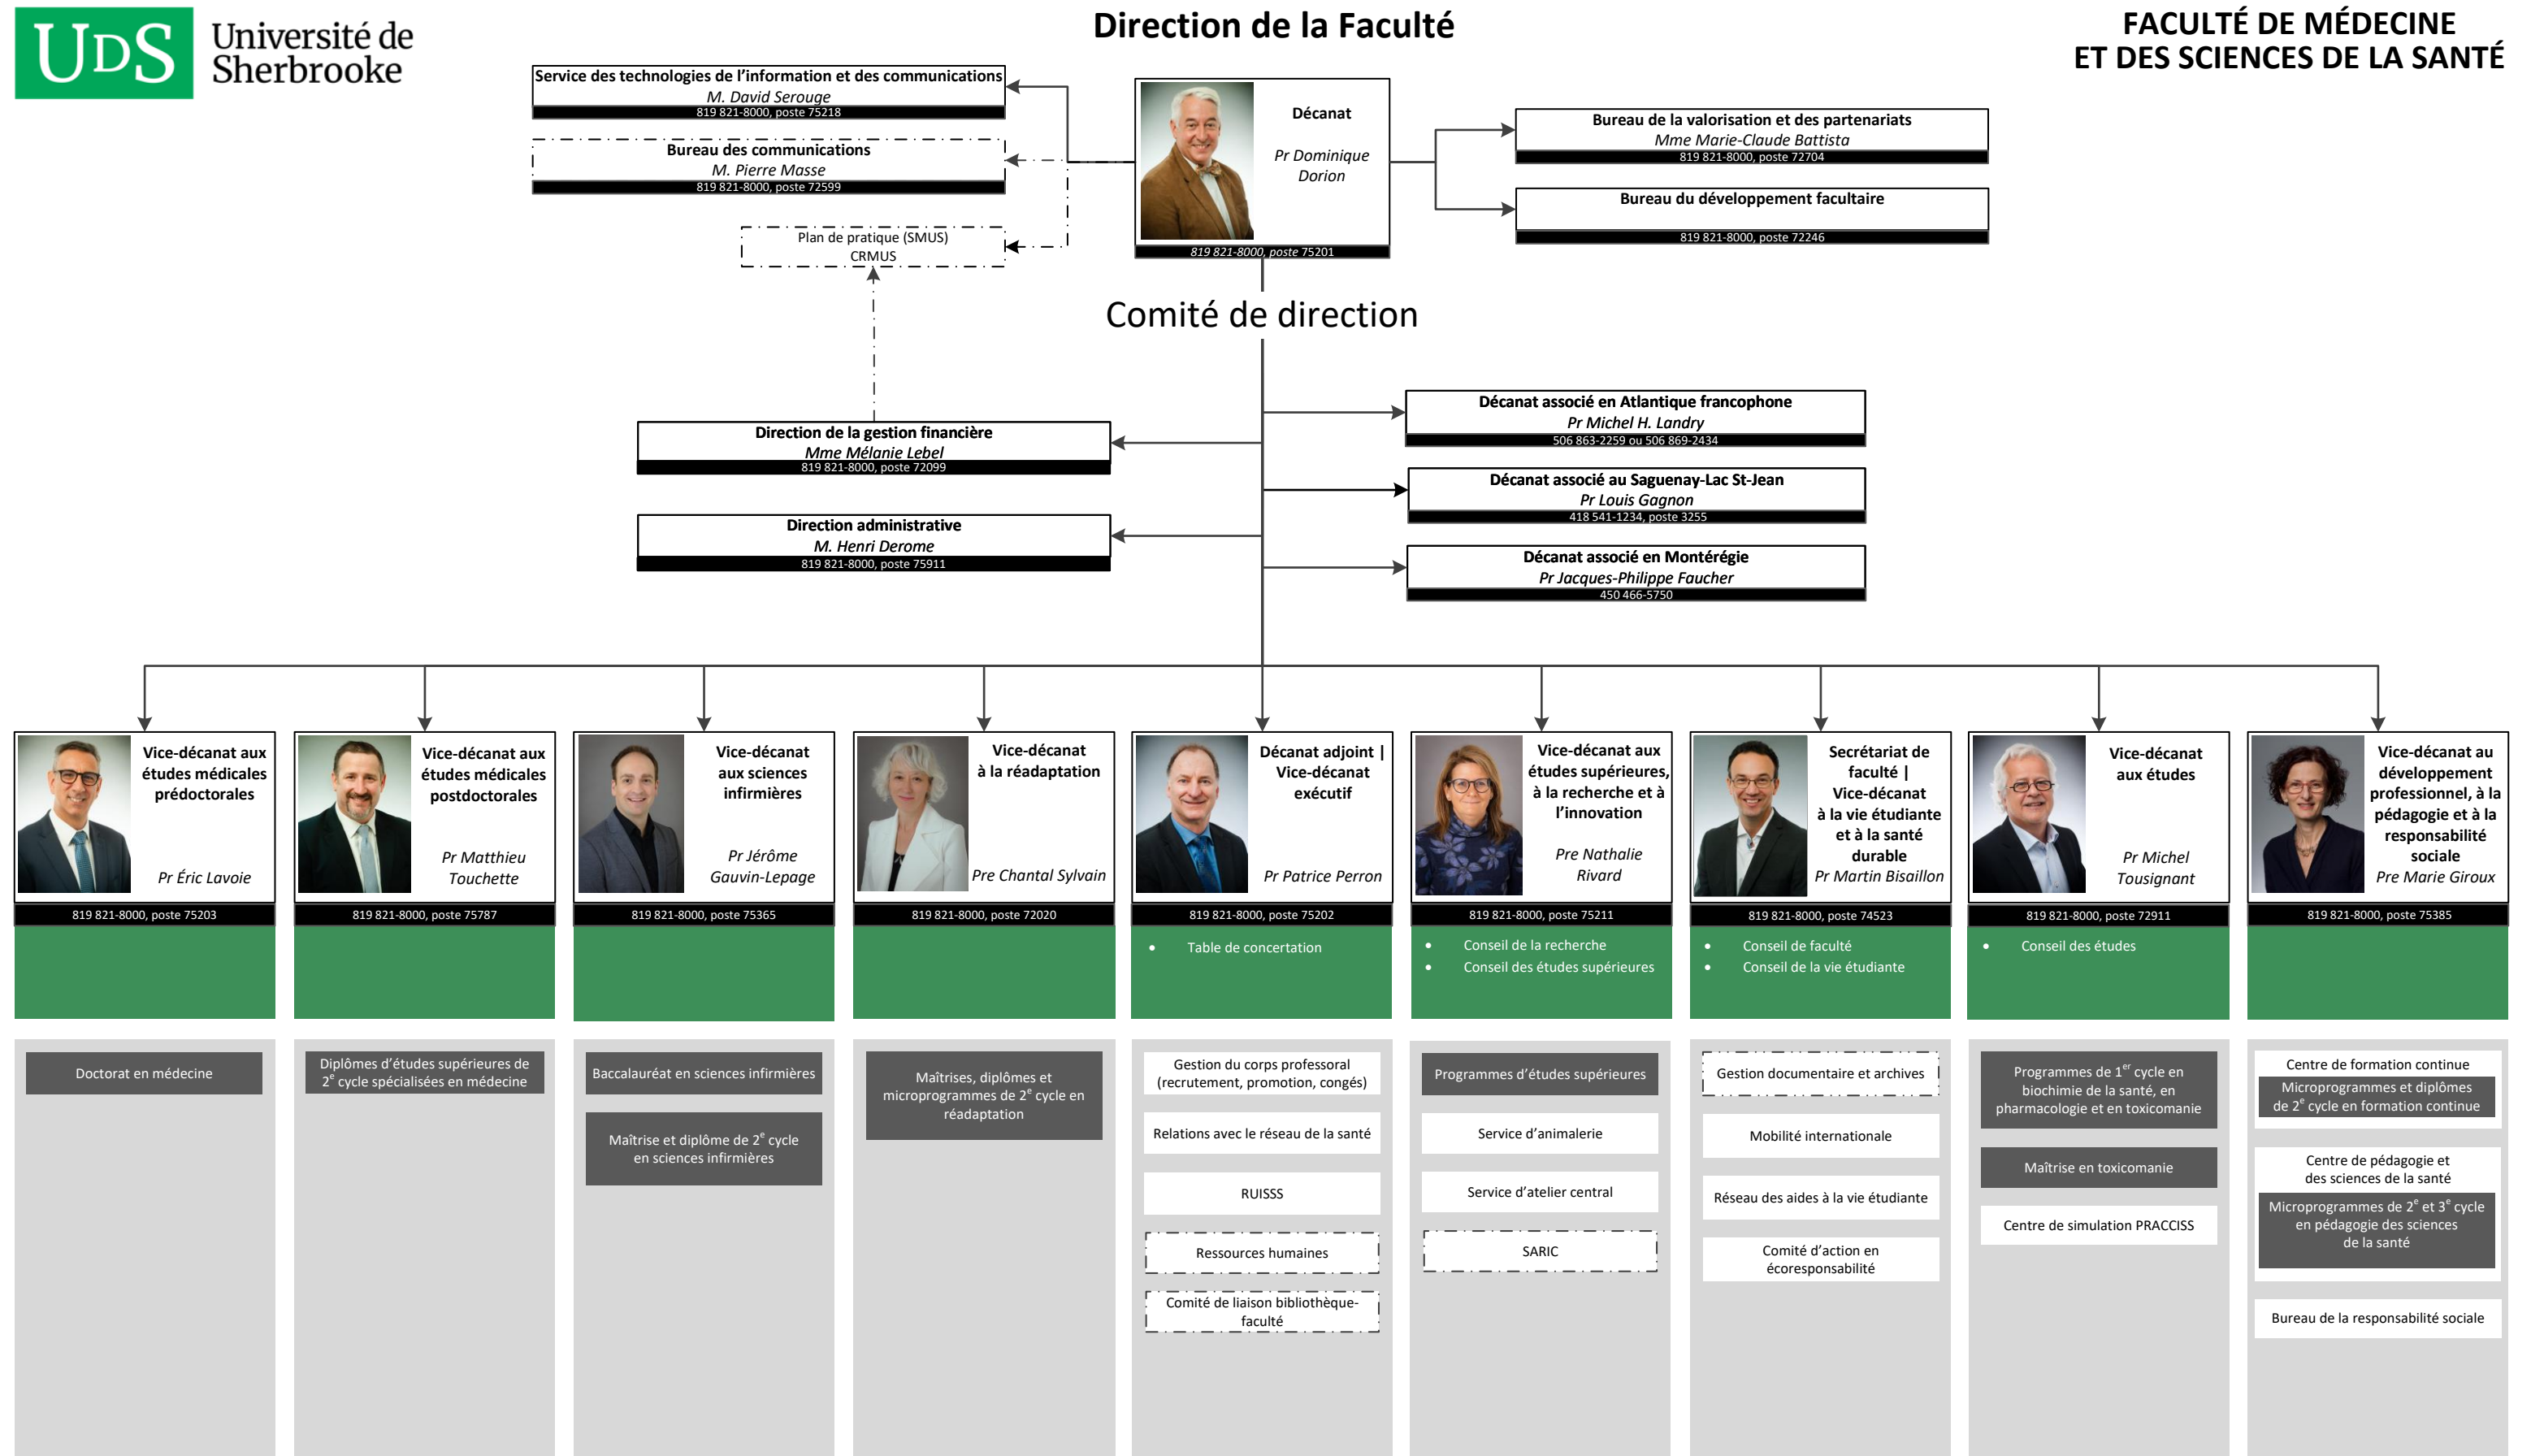 UDS
Université de
Sherbrooke
Direction de la Faculté
FACULTÉ DE MÉDECINE
ET DES SCIENCES DE LA SANTÉ
Service des technologies de l’information et des communications
M. David Serouge
819 821-8000, poste 75218
Bureau des communications
M. Pierre Masse
819 821-8000, poste 72599
Plan de pratique (SMUS)
CRMUS
Décanat
Pr Dominique
Dorion
819 821-8000, poste 75201
Bureau de la valorisation et des partenariats
Mme Marie-Claude Battista
819 821-8000, poste 72704
Bureau du développement facultaire
819 821-8000, poste 72246
Comité de direction
Direction de la gestion financière
Mme Mélanie Lebel
819 821-8000, poste 72099
Direction administrative
M. Henri Derome
819 821-8000, poste 75911
Décanat associé en Atlantique francophone
Pr Michel H. Landry
506 863-2259 ou 506 869-2434
Décanat associé au Saguenay-Lac St-Jean
Pr Louis Gagnon
418 541-1234, poste 3255
Décanat associé en Montérégie
Pr Jacques-Philippe Faucher
450 466-5750
Vice-décanat aux
études médicales
prédoctorales
Pr Éric Lavoie
819 821-8000, poste 75203
Doctorat en médecine
Vice-décanat aux
études médicales
postdoctorales
Pr Matthieu
Touchette
819 821-8000, poste 75787
Diplômes d’études supérieures de
2e cycle spécialisées en médecine
Vice-décanat
aux sciences
infirmières
Pr Jérôme
Gauvin-Lepage
819 821-8000, poste 75365
Baccalauréat en sciences infirmières
Maîtrise et diplôme de 2e cycle
en sciences infirmières
Vice-décanat
à la réadaptation
Pre Chantal Sylvain
819 821-8000, poste 72020
Maîtrises, diplômes et
microprogrammes de 2e cycle en
réadaptation
Décanat adjoint |
Vice-décanat
exécutif
Pr Patrice Perron
819 821-8000, poste 75202
• Table de concertation
Gestion du corps professoral
(recrutement, promotion, congés)
Relations avec le réseau de la santé
RUISSS
Ressources humaines
Comité de liaison bibliothèque-
faculté
Vice-décanat aux
études supérieures,
à la recherche et à
l’innovation
Pre Nathalie
Rivard
819 821-8000, poste 75211
• Conseil de la recherche
• Conseil des études supérieures
Programmes d’études supérieures
Service d’animalerie
Service d’atelier central
SARIC
Secrétariat de
faculté |
Vice-décanat
à la vie étudiante
et à la santé
durable
Pr Martin Bisaillon
819 821-8000, poste 74523
• Conseil de faculté
• Conseil de la vie étudiante
Gestion documentaire et archives
Mobilité internationale
Réseau des aides à la vie étudiante
Comité d’action en
écoresponsabilité
Vice-décanat
aux études
Pr Michel
Tousignant
819 821-8000, poste 72911
• Conseil des études
Programmes de 1er cycle en
biochimie de la santé, en
pharmacologie et en toxicomanie
Maîtrise en toxicomanie
Centre de simulation PRACCISS
Vice-décanat au
développement
professionnel, à la
pédagogie et à la
responsabilité
sociale
Pre Marie Giroux
819 821-8000, poste 75385
Centre de formation continue
Microprogrammes et diplômes
de 2e cycle en formation continue
Centre de pédagogie et
des sciences de la santé
Microprogrammes de 2e et 3e cycle
en pédagogie des sciences
de la santé
Bureau de la responsabilité sociale